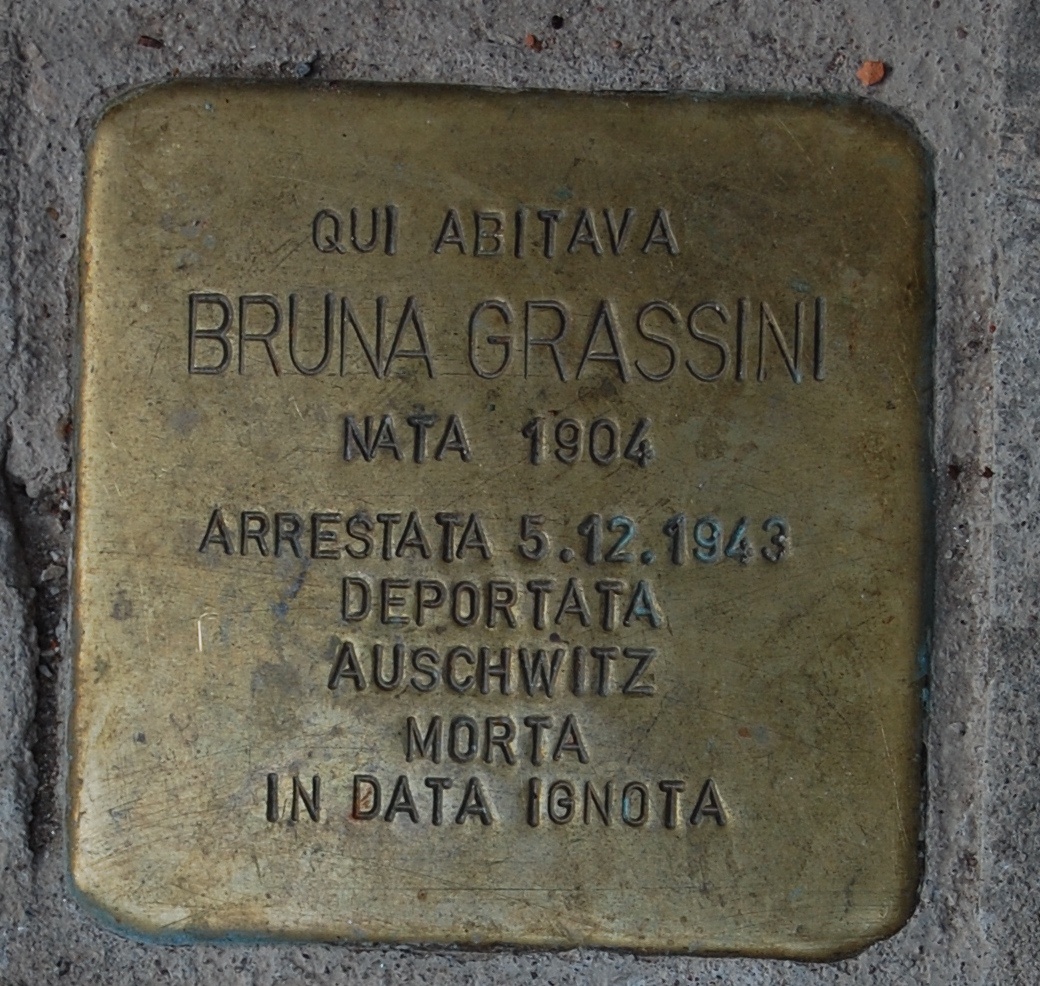 QUI ABITAVA
BRUNA GRASSINI
NATA 1904
ARRESTATA 5.12.1943
DEPORTATA
AUSCHWITZ
MORTA
IN DATA IGNOTA